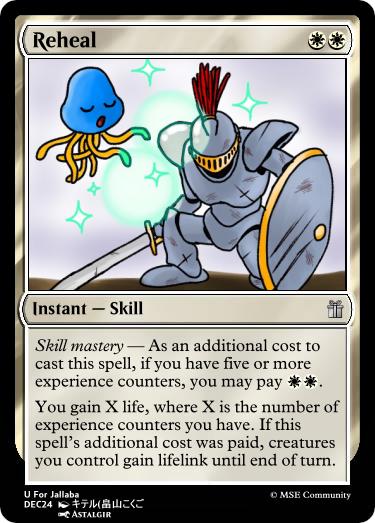 Reheal
Instant — Skill
Skill mastery — As an additional cost to
cast this spell, if you have five or more
experience counters, you may pay
You gain X life, where X is the number of
experience counters you have. If this
spell's additional cost was paid, creatures
you control gain lifelink until end of turn.
U For Jallaba
DEC24 キテル(畠山こくご
Astalgir
© MSE Community